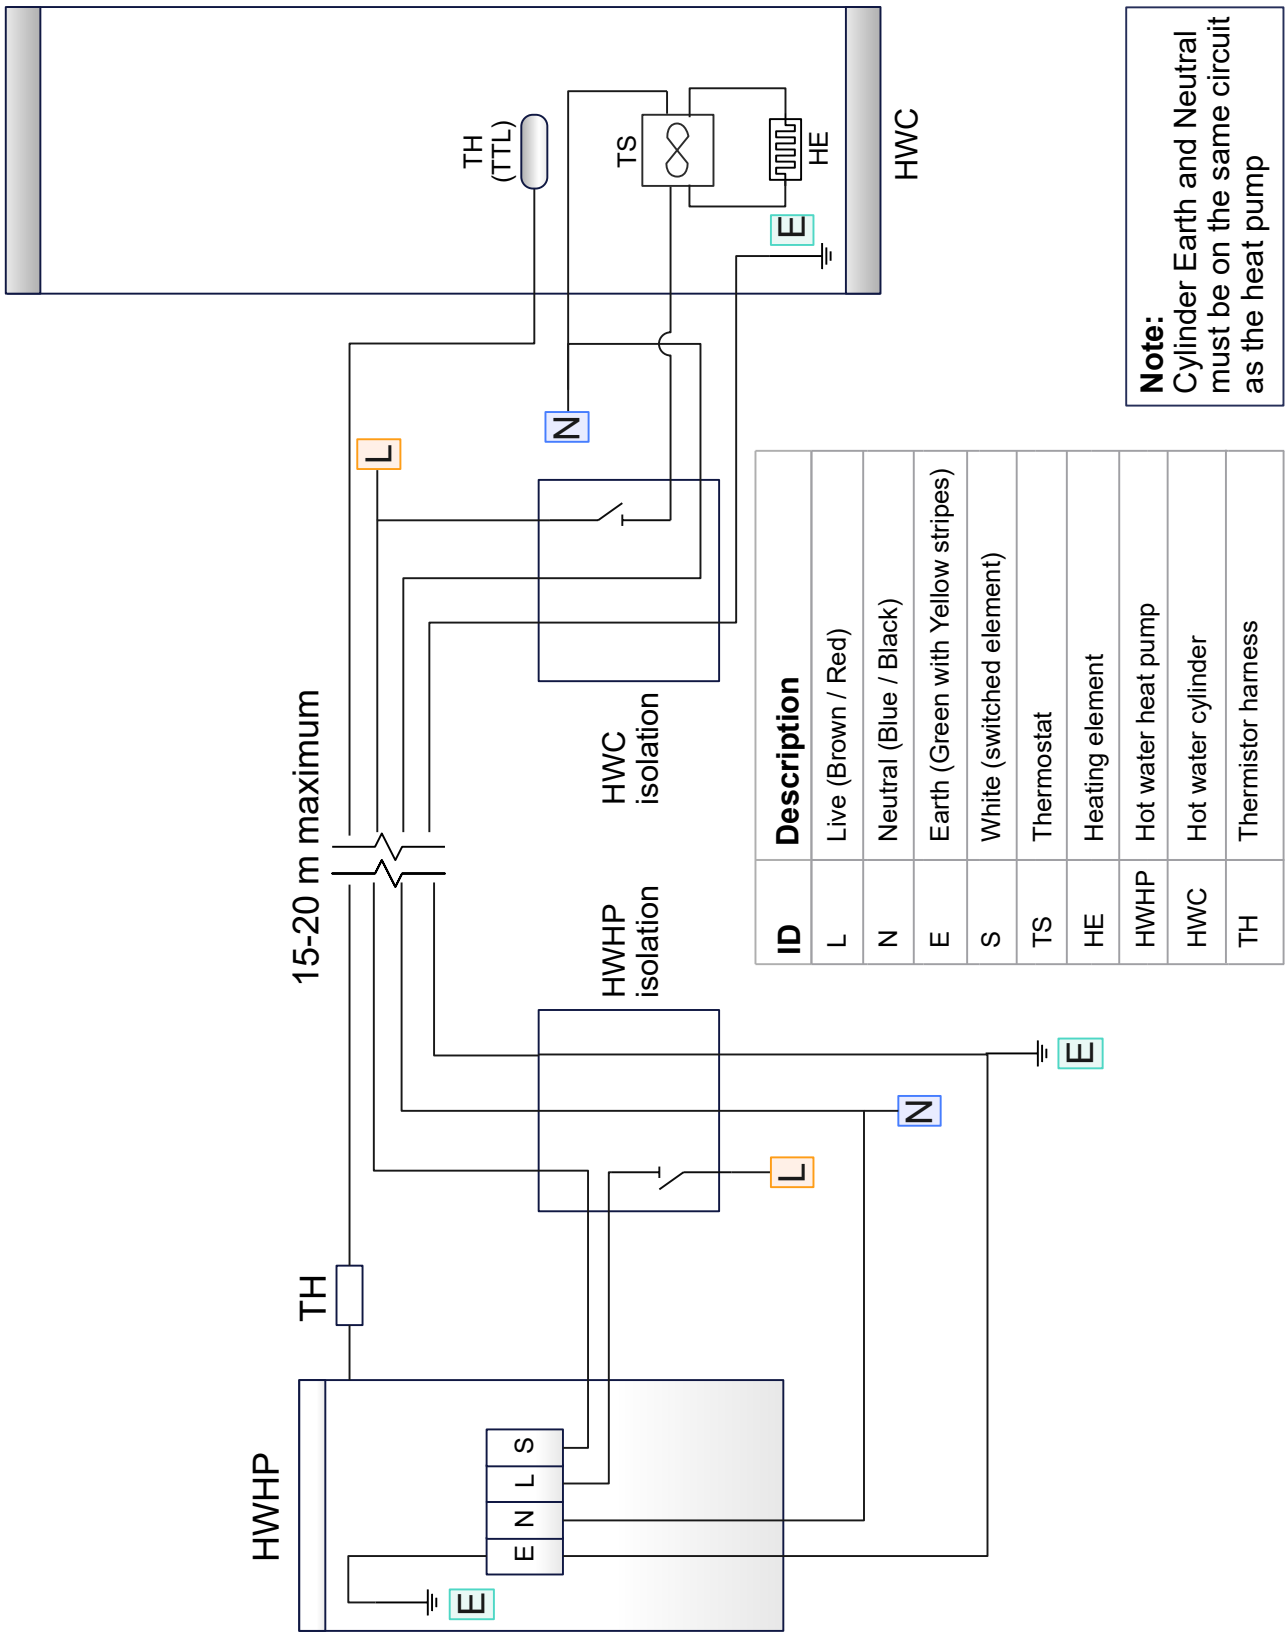 HWHP
TH
15-20 m maximum
E
E N L S
L
N
E
HWHP
isolation
HWC
isolation
L
N
TH
(TTL)
TS
HE
E
HWC
ID Description
L Live (Brown / Red)
N Neutral (Blue / Black)
E Earth (Green with Yellow stripes)
S White (switched element)
TS Thermostat
HE Heating element
HWHP Hot water heat pump
HWC Hot water cylinder
TH Thermistor harness
Note:
Cylinder Earth and Neutral
must be on the same circuit
as the heat pump